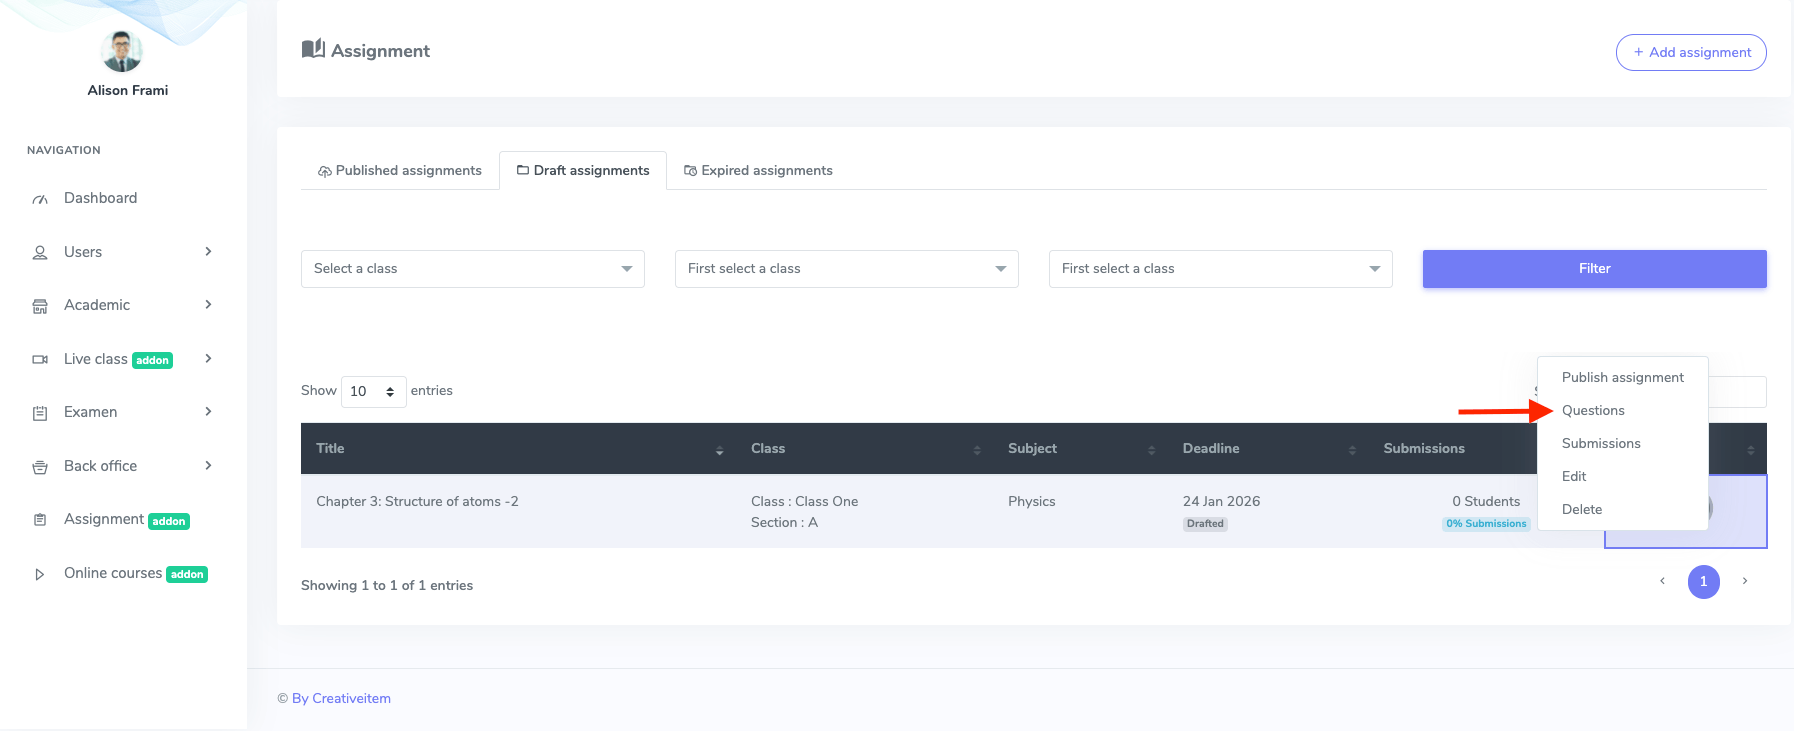 Alison Frami
NAVIGATION
Dashboard
Users
Academic
Live class addon
Examen
Back office
Assignment addon
Online courses addon
Assignment
+ Add assignment
Published assignments
Draft assignments
Expired assignments
Select a class
First select a class
First select a class
Filter
Show 10 entries
Publish assignment
Questions
Submissions
Edit
Delete
Title Class Subject Deadline Submissions
Chapter 3: Structure of atoms -2
Class : Class One
Section : A
Physics
24 Jan 2026
Drafted
0 Students
0% Submissions
Showing 1 to 1 of 1 entries
‹ 1 ›
© By Creativeitem